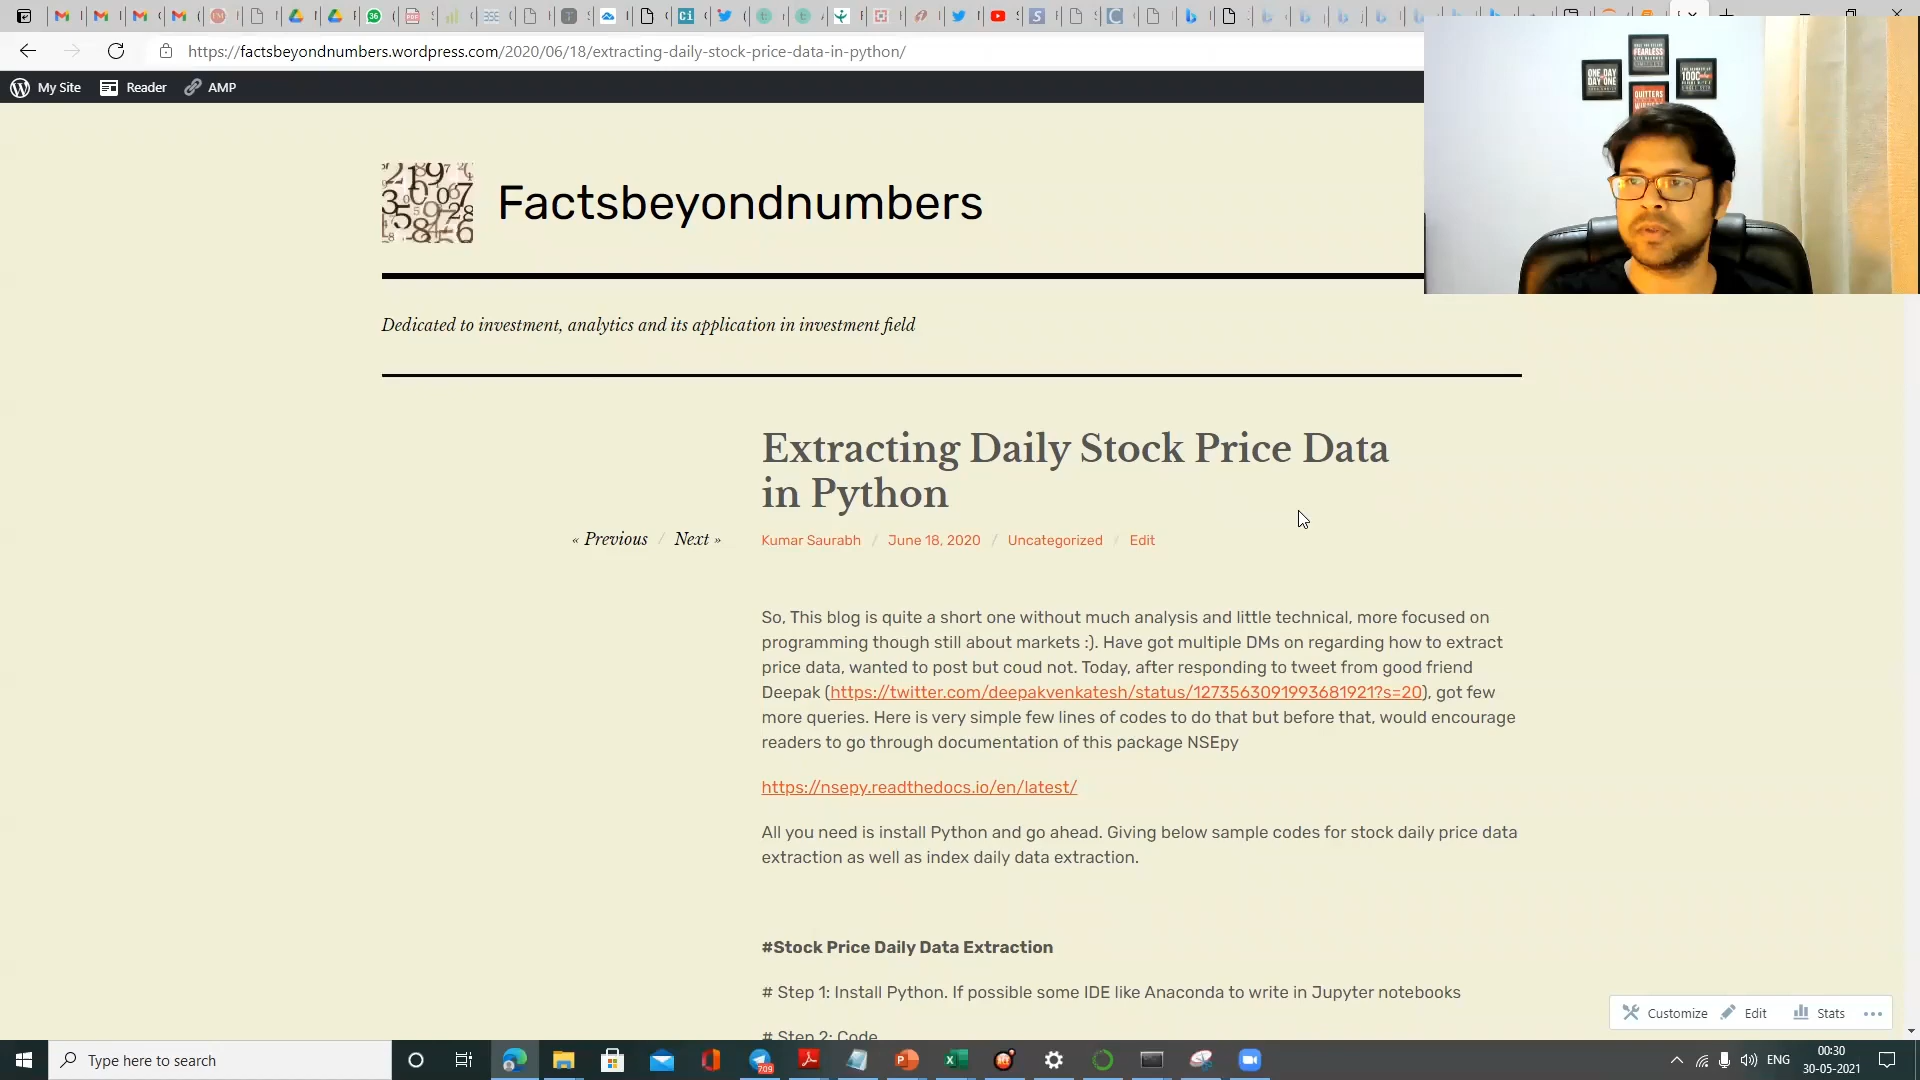 https://factsbeyondnumbers.wordpress.com/2020/06/18/extracting-daily-stock-price-data-in-python/
My Site
Reader
AMP
Factsbeyondnumbers
Dedicated to investment, analytics and its application in investment field
Extracting Daily Stock Price Data
in Python
« Previous / Next »
Kumar Saurabh / June 18, 2020 / Uncategorized / Edit
So, This blog is quite a short one without much analysis and little technical, more focused on
programming though still about markets :). Have got multiple DMs on regarding how to extract
price data, wanted to post but coud not. Today, after responding to tweet from good friend
Deepak (https://twitter.com/deepakvenkatesh/status/1273563091993681921?s=20), got few
more queries. Here is very simple few lines of codes to do that but before that, would encourage
readers to go through documentation of this package NSEpy
https://nsepy.readthedocs.io/en/latest/
All you need is install Python and go ahead. Giving below sample codes for stock daily price data
extraction as well as index daily data extraction.
#Stock Price Daily Data Extraction
# Step 1: Install Python. If possible some IDE like Anaconda to write in Jupyter notebooks
# Step 2: Code
Customize
Edit
Stats
ONE DAY
DAY ONE
FEARLESS
QUITTERS
Type here to search
709
ENG
00:30
30-05-2021